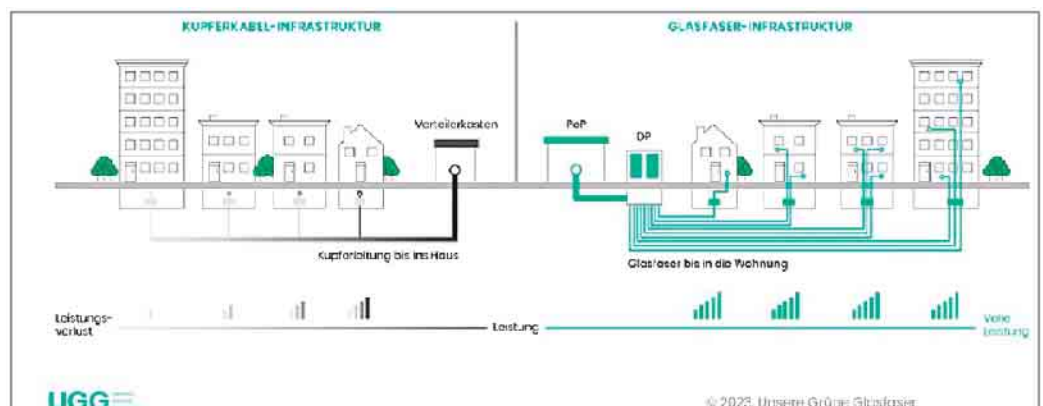 KUPFERKABEL-INFRASTRUKTUR
GLASFASER-INFRASTRUKTUR
Verteilerkasten
PoP
DP
Kupferleitung bis ins Haus
Glasfaser bis in die Wohnung
Leistungs-
verlust
Leistung
Volle
Leistung
UGG
© 2023, Unsere Grüne Glasfaser